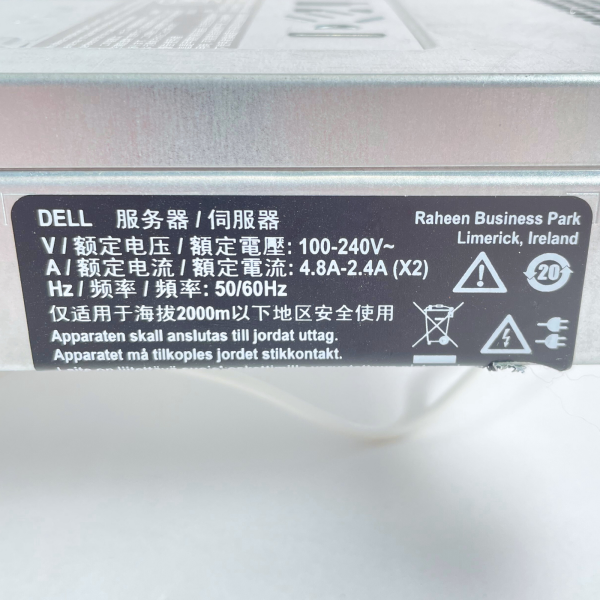 DELL 服务器 / 伺服器
V / 额定电压 / 額定電壓: 100-240V~
A / 额定电流 / 額定電流: 4.8A-2.4A (X2)
Hz / 频率 / 頻率: 50/60Hz
仅适用于海拔2000m以下地区安全使用
Apparaten skall anslutas till jordat uttag.
Apparatet må tilkoples jordet stikkontakt.
Raheen Business Park
Limerick, Ireland
20